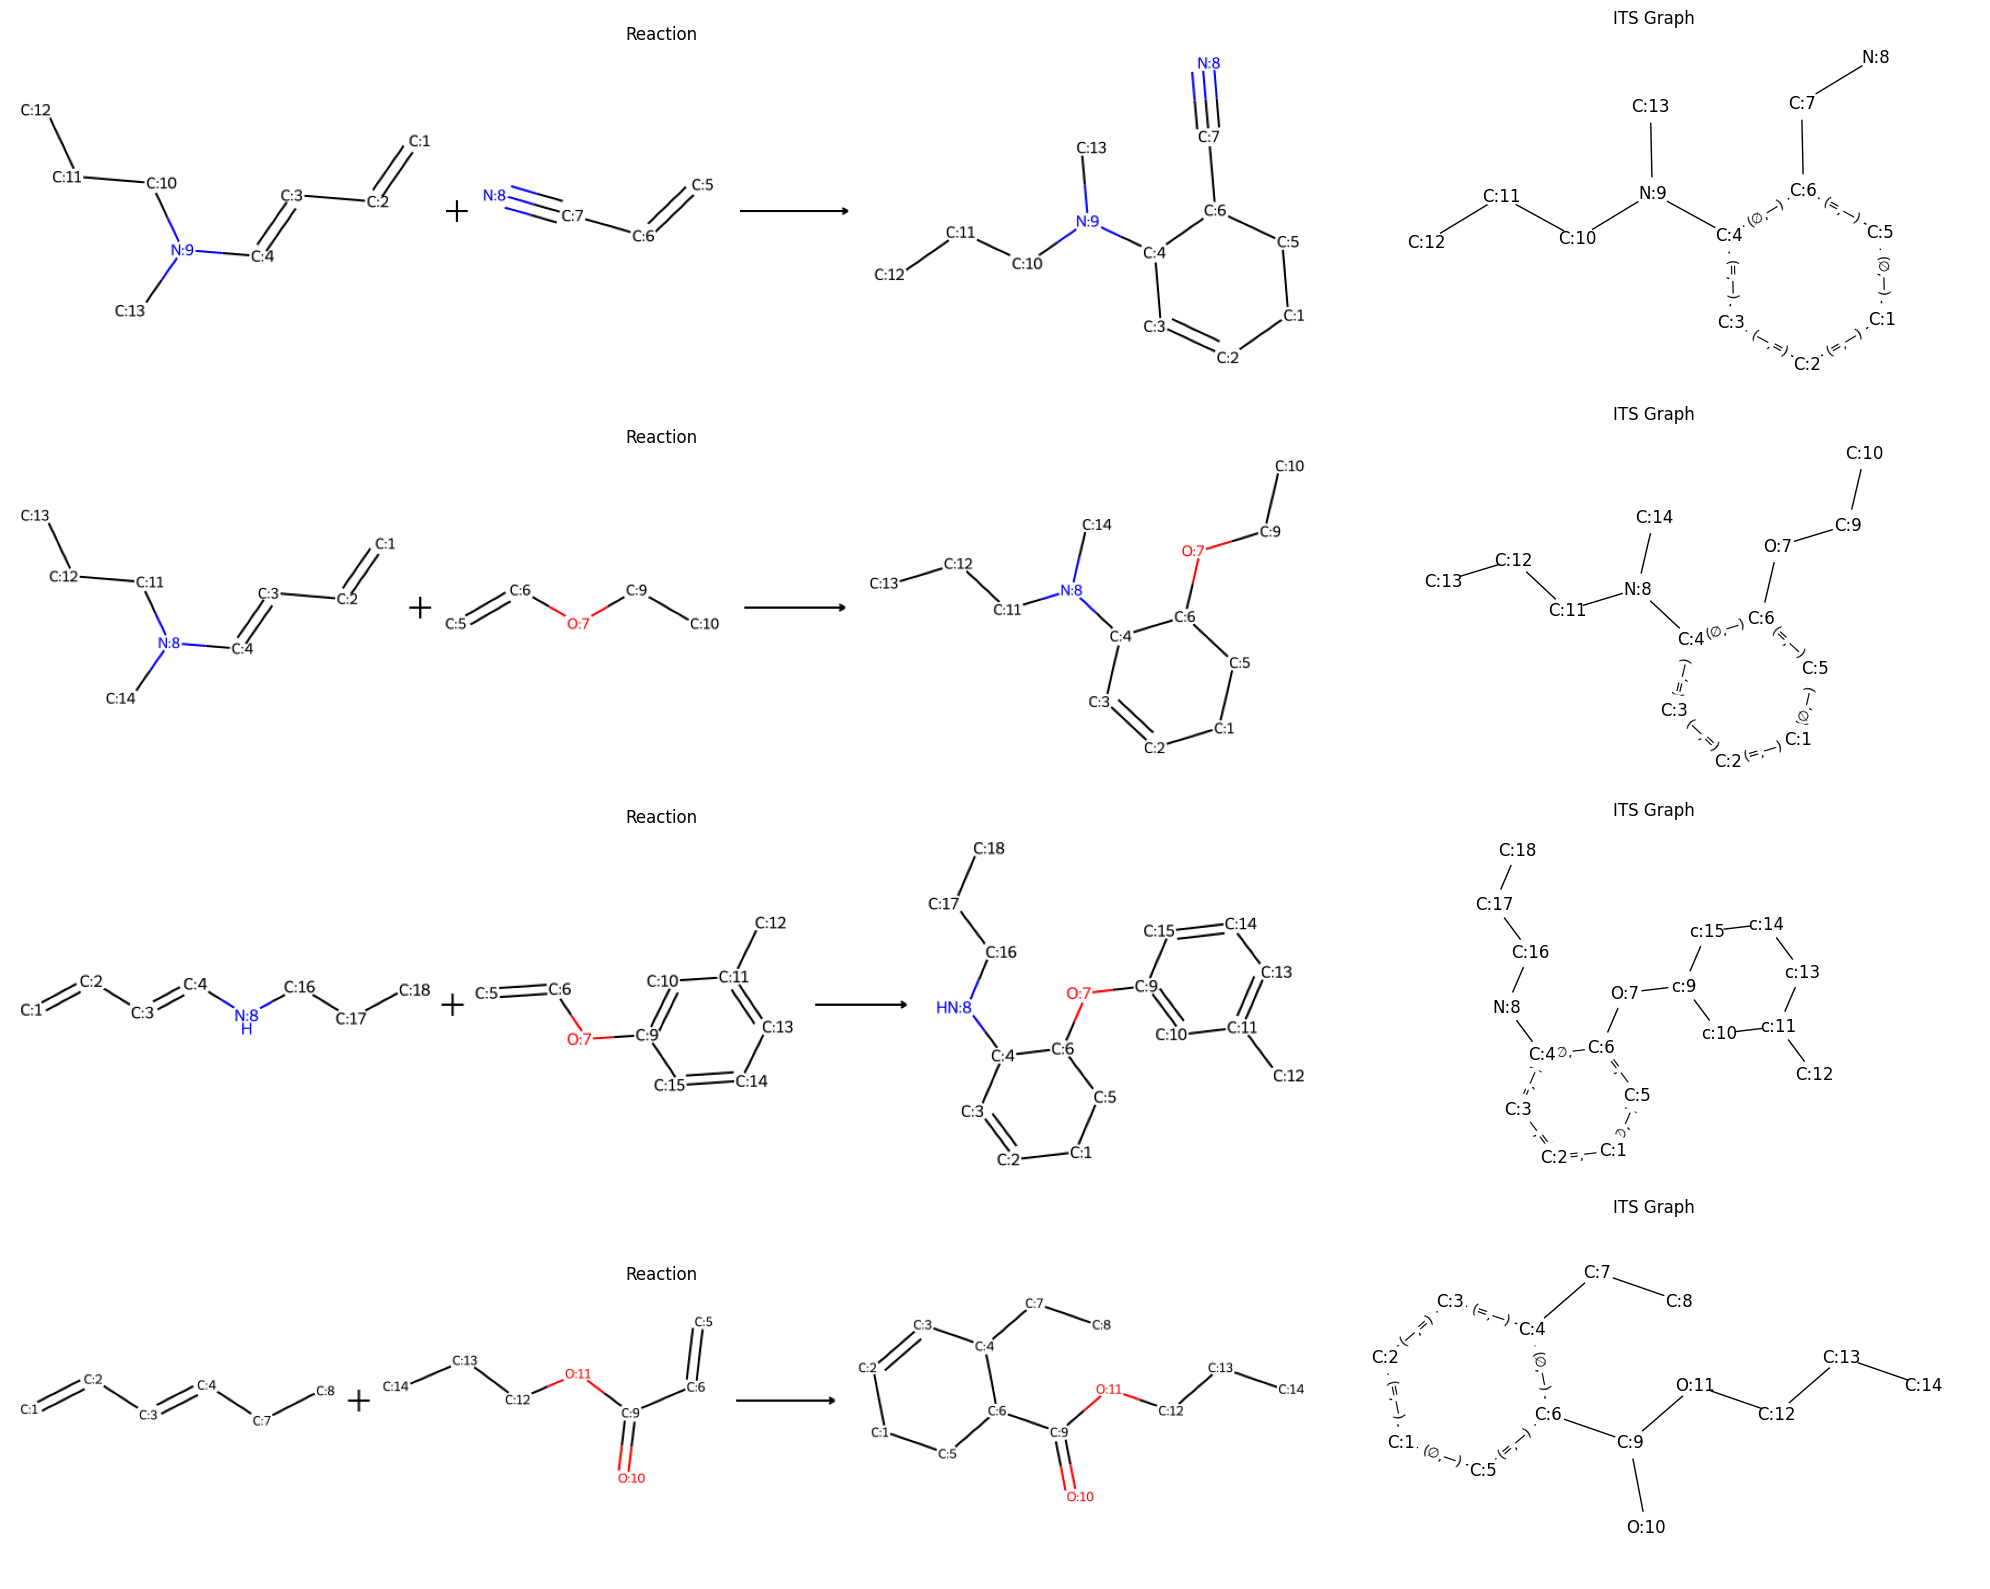 Reaction
ITS Graph
C:12
C:11
C:10
N:9
C:13
C:4
C:3
C:2
C:1
+
N:8
C:7
C:6
C:5
N:8
C:7
C:13
N:9
C:6
C:11
C:10
C:12
C:4
C:5
C:3
C:1
C:2
N:8
C:7
C:13
C:11
N:9
C:6
C:12
C:10
C:4
(∅,—)
(=,—)
C:5
(=,—)
(∅,—)
C:3
C:1
(—,=)
(=,—)
C:2
Reaction
ITS Graph
C:13
C:12
C:11
N:8
C:14
C:4
C:3
C:2
C:1
+
C:5
C:6
O:7
C:9
C:10
C:10
C:14
O:7
C:9
C:12
C:13
C:11
N:8
C:4
C:6
C:5
C:3
C:1
C:2
C:10
C:14
C:9
O:7
C:12
C:13
C:11
N:8
C:6
C:4
(∅,—)
(=,—)
C:5
(=,—)
(∅,—)
C:3
C:1
(—,=)
(=,—)
C:2
Reaction
ITS Graph
C:1
C:2
C:3
C:4
N:8
H
C:16
C:17
C:18
+
C:5
C:6
O:7
C:9
C:10
C:11
C:12
C:13
C:14
C:15
C:18
C:17
C:16
HN:8
O:7
C:9
C:15
C:14
C:13
C:11
C:10
C:12
C:4
C:6
C:5
C:3
C:1
C:2
C:18
C:17
C:16
N:8
O:7
c:9
c:15
c:14
c:13
c:11
c:10
C:12
C:4
∅,—
C:6
=,—
C:5
=,—
∅,—
C:3
C:1
—,=
=,—
C:2
Reaction
ITS Graph
C:1
C:2
C:3
C:4
C:7
C:8
+
C:14
C:13
C:12
O:11
C:9
O:10
C:6
C:5
C:7
C:8
C:3
C:4
C:2
C:1
C:5
C:6
C:9
O:10
O:11
C:12
C:13
C:14
C:7
C:8
C:3
(=,—)
C:4
(—,=)
C:2
(=,—)
(∅,—)
C:1
(∅,—)
C:5
(=,—)
C:6
C:9
O:11
C:12
C:13
C:14
O:10